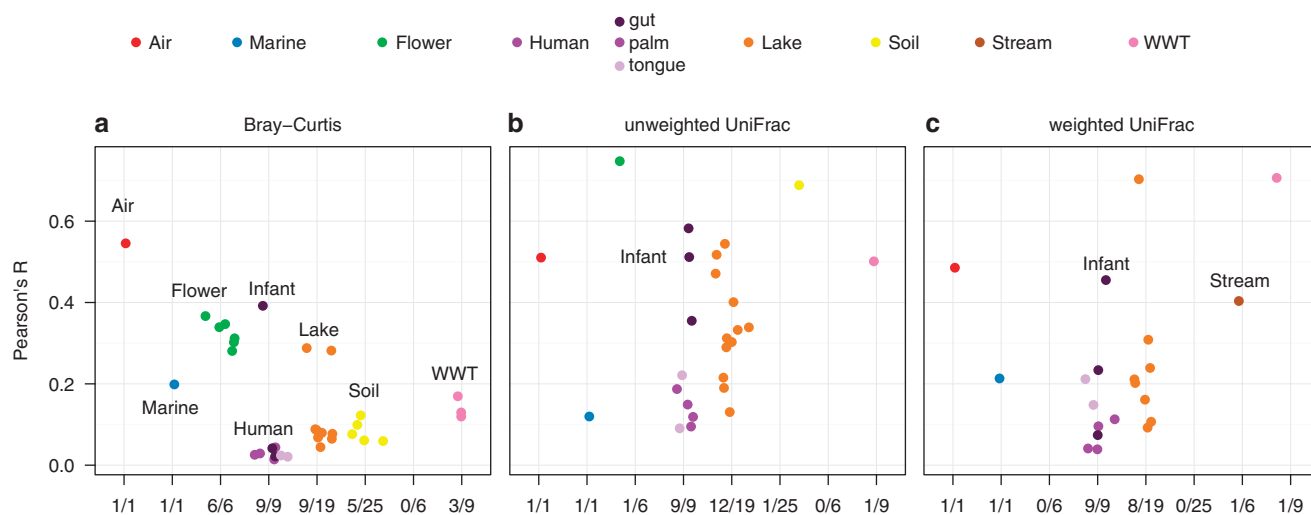 gut
Air Marine Flower Human palm Lake Soil Stream WWT
tongue
a Bray–Curtis b unweighted UniFrac c weighted UniFrac
Pearson's R
0.6
0.4
0.2
0.0
Air
Flower
Infant
Marine
Human
Lake
Soil
WWT
1/1 1/1 6/6 9/9 9/19 5/25 0/6 3/9
Infant
1/1 1/1 1/6 9/9 12/19 1/25 0/6 1/9
Infant
Stream
1/1 1/1 0/6 9/9 8/19 0/25 1/6 1/9